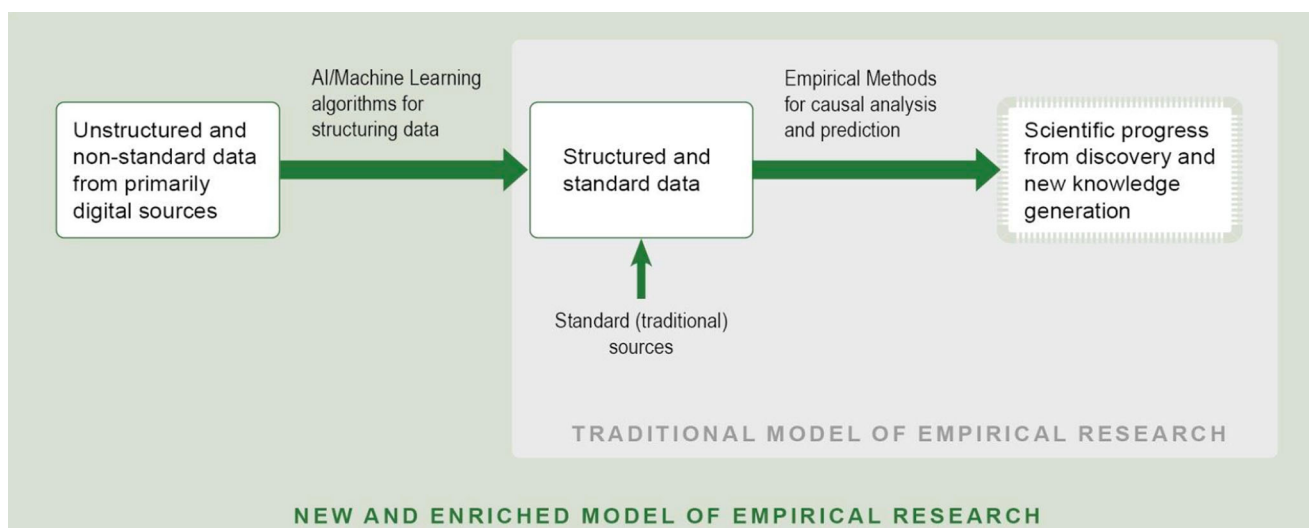 AI/Machine Learning
algorithms for
structuring data
Empirical Methods
for causal analysis
and prediction
Unstructured and
non-standard data
from primarily
digital sources
Structured and
standard data
Scientific progress
from discovery and
new knowledge
generation
Standard (traditional)
sources
TRADITIONAL MODEL OF EMPIRICAL RESEARCH
NEW AND ENRICHED MODEL OF EMPIRICAL RESEARCH